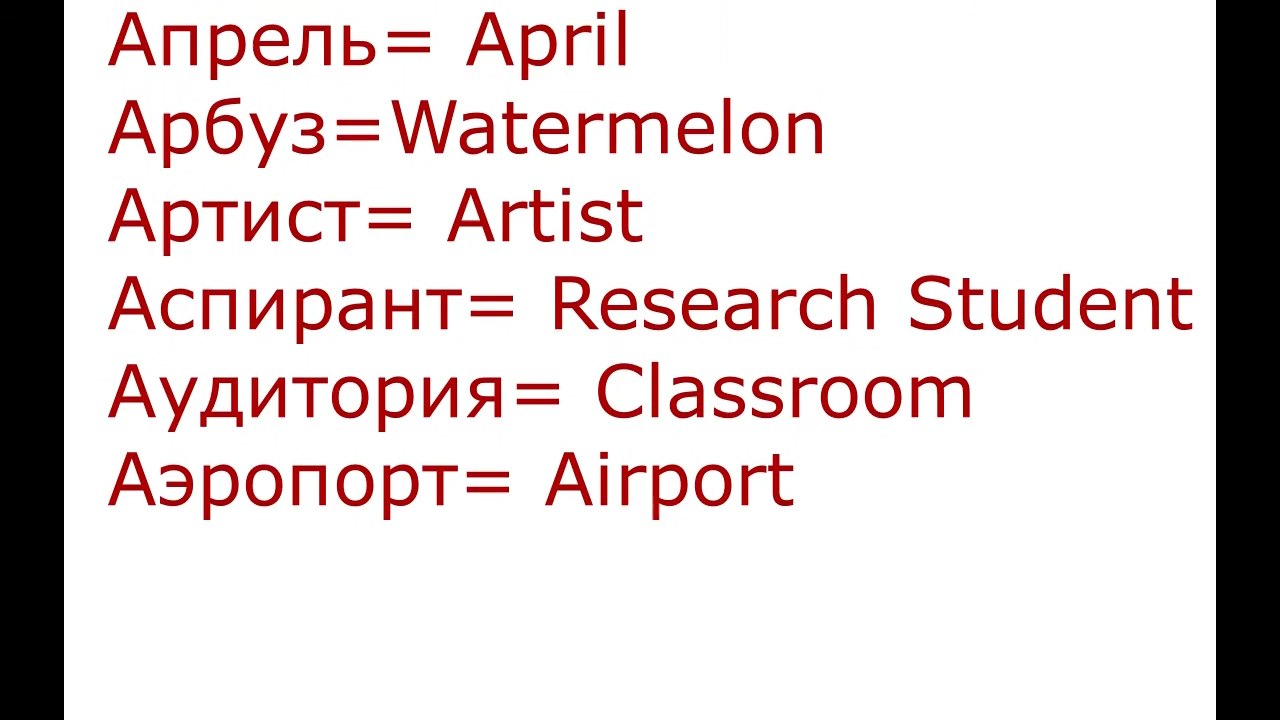 Апрель= April
Арбуз=Watermelon
Артист= Artist
Аспирант= Research Student
Аудитория= Classroom
Аэропорт= Airport